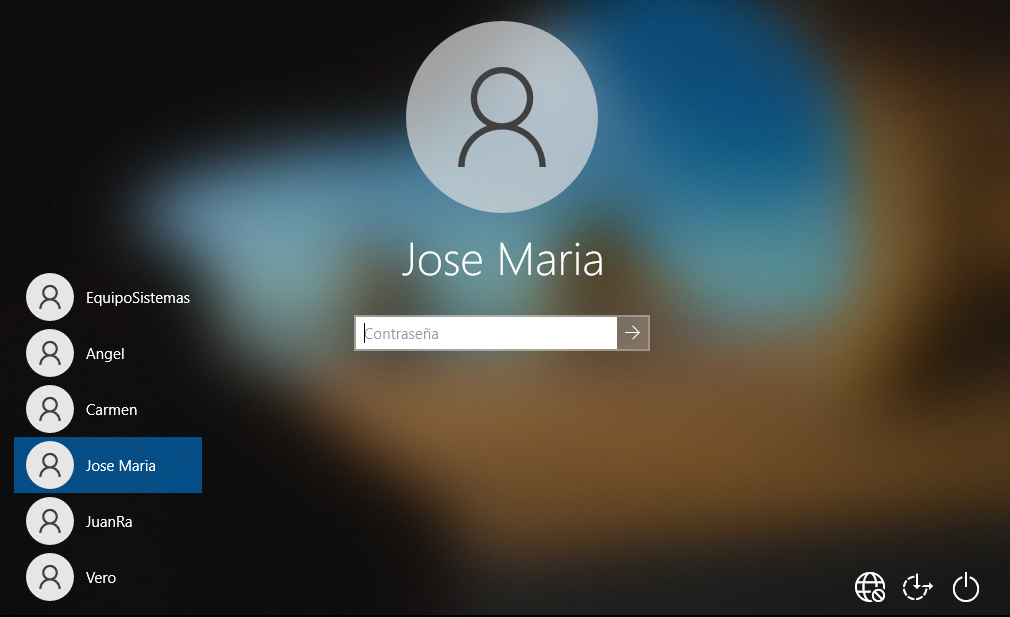 Jose Maria
Contraseña
EquipoSistemas
Angel
Carmen
Jose Maria
JuanRa
Vero